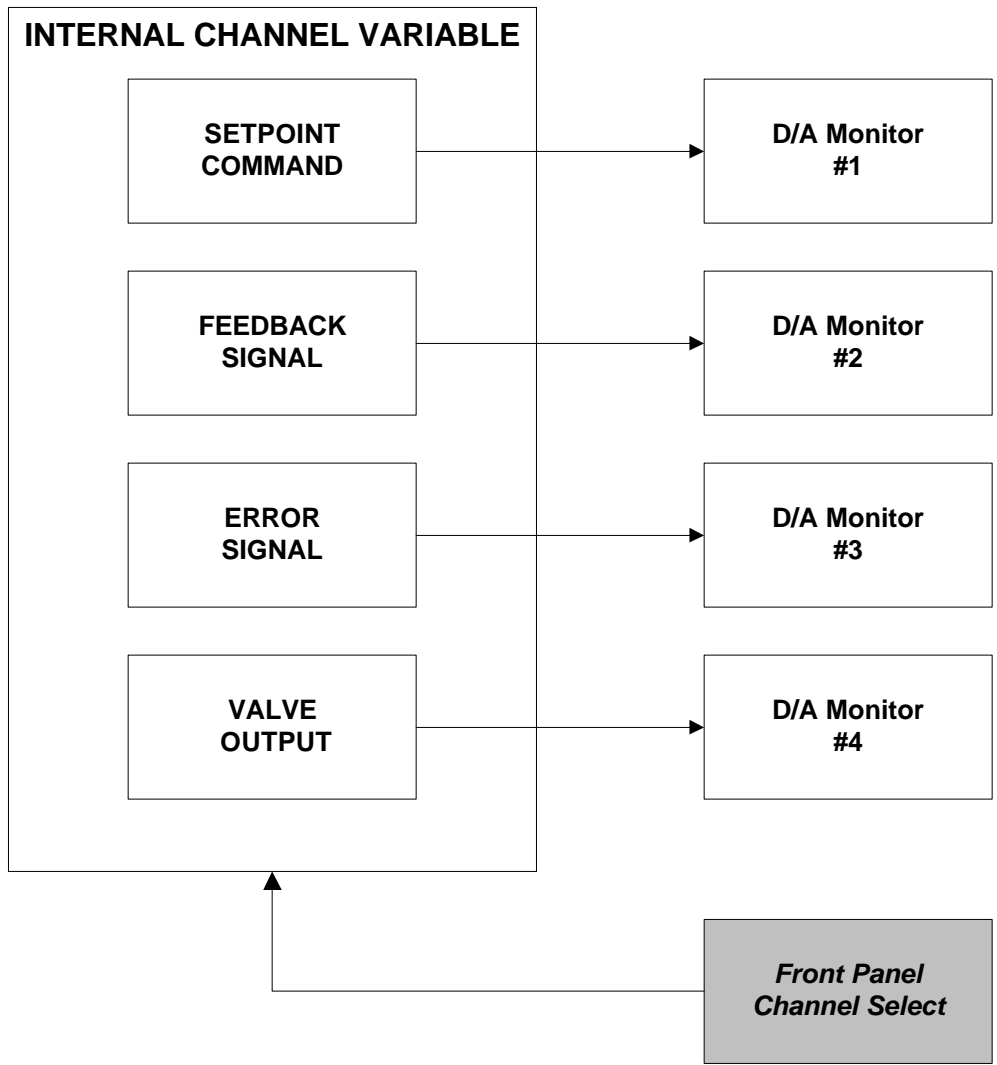 INTERNAL CHANNEL VARIABLE
SETPOINT
COMMAND
D/A Monitor
#1
FEEDBACK
SIGNAL
D/A Monitor
#2
ERROR
SIGNAL
D/A Monitor
#3
VALVE
OUTPUT
D/A Monitor
#4
Front Panel
Channel Select